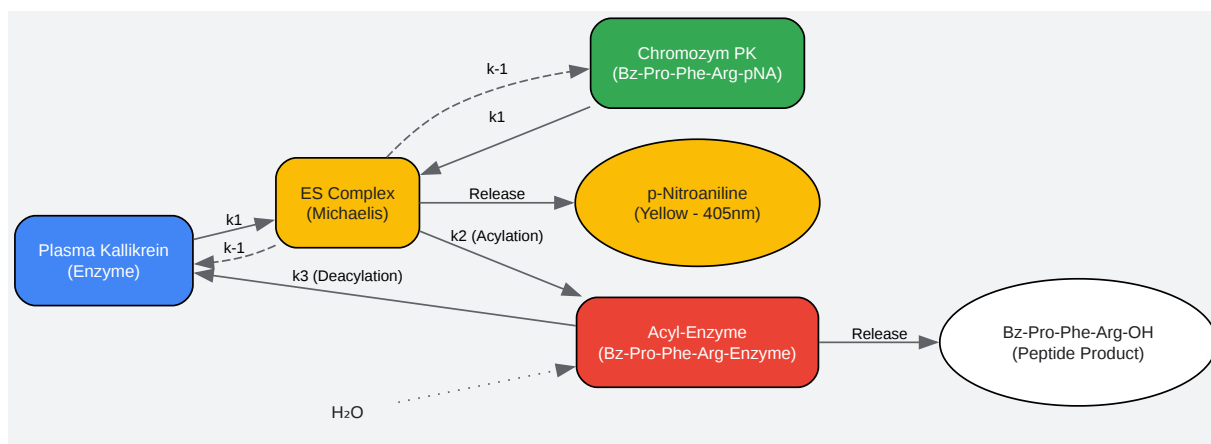 Chromozym PK
(Bz-Pro-Phe-Arg-pNA)
k-1
k1
ES Complex
(Michaelis)
Release
p-Nitroaniline
(Yellow - 405nm)
k1
k-1
Plasma Kallikrein
(Enzyme)
k2 (Acylation)
k3 (Deacylation)
Acyl-Enzyme
(Bz-Pro-Phe-Arg-Enzyme)
Release
Bz-Pro-Phe-Arg-OH
(Peptide Product)
H₂O